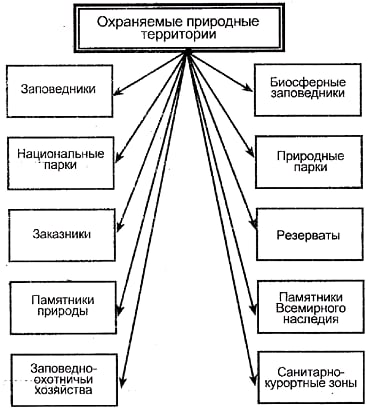 Охраняемые природные
территории
Заповедники
Биосферные
заповедники
Национальные
парки
Природные
парки
Заказники
Резерваты
Памятники
природы
Памятники
Всемирного
наследия
Заповедно-
охотничьи
хозяйства
Санитарно-
курортные зоны